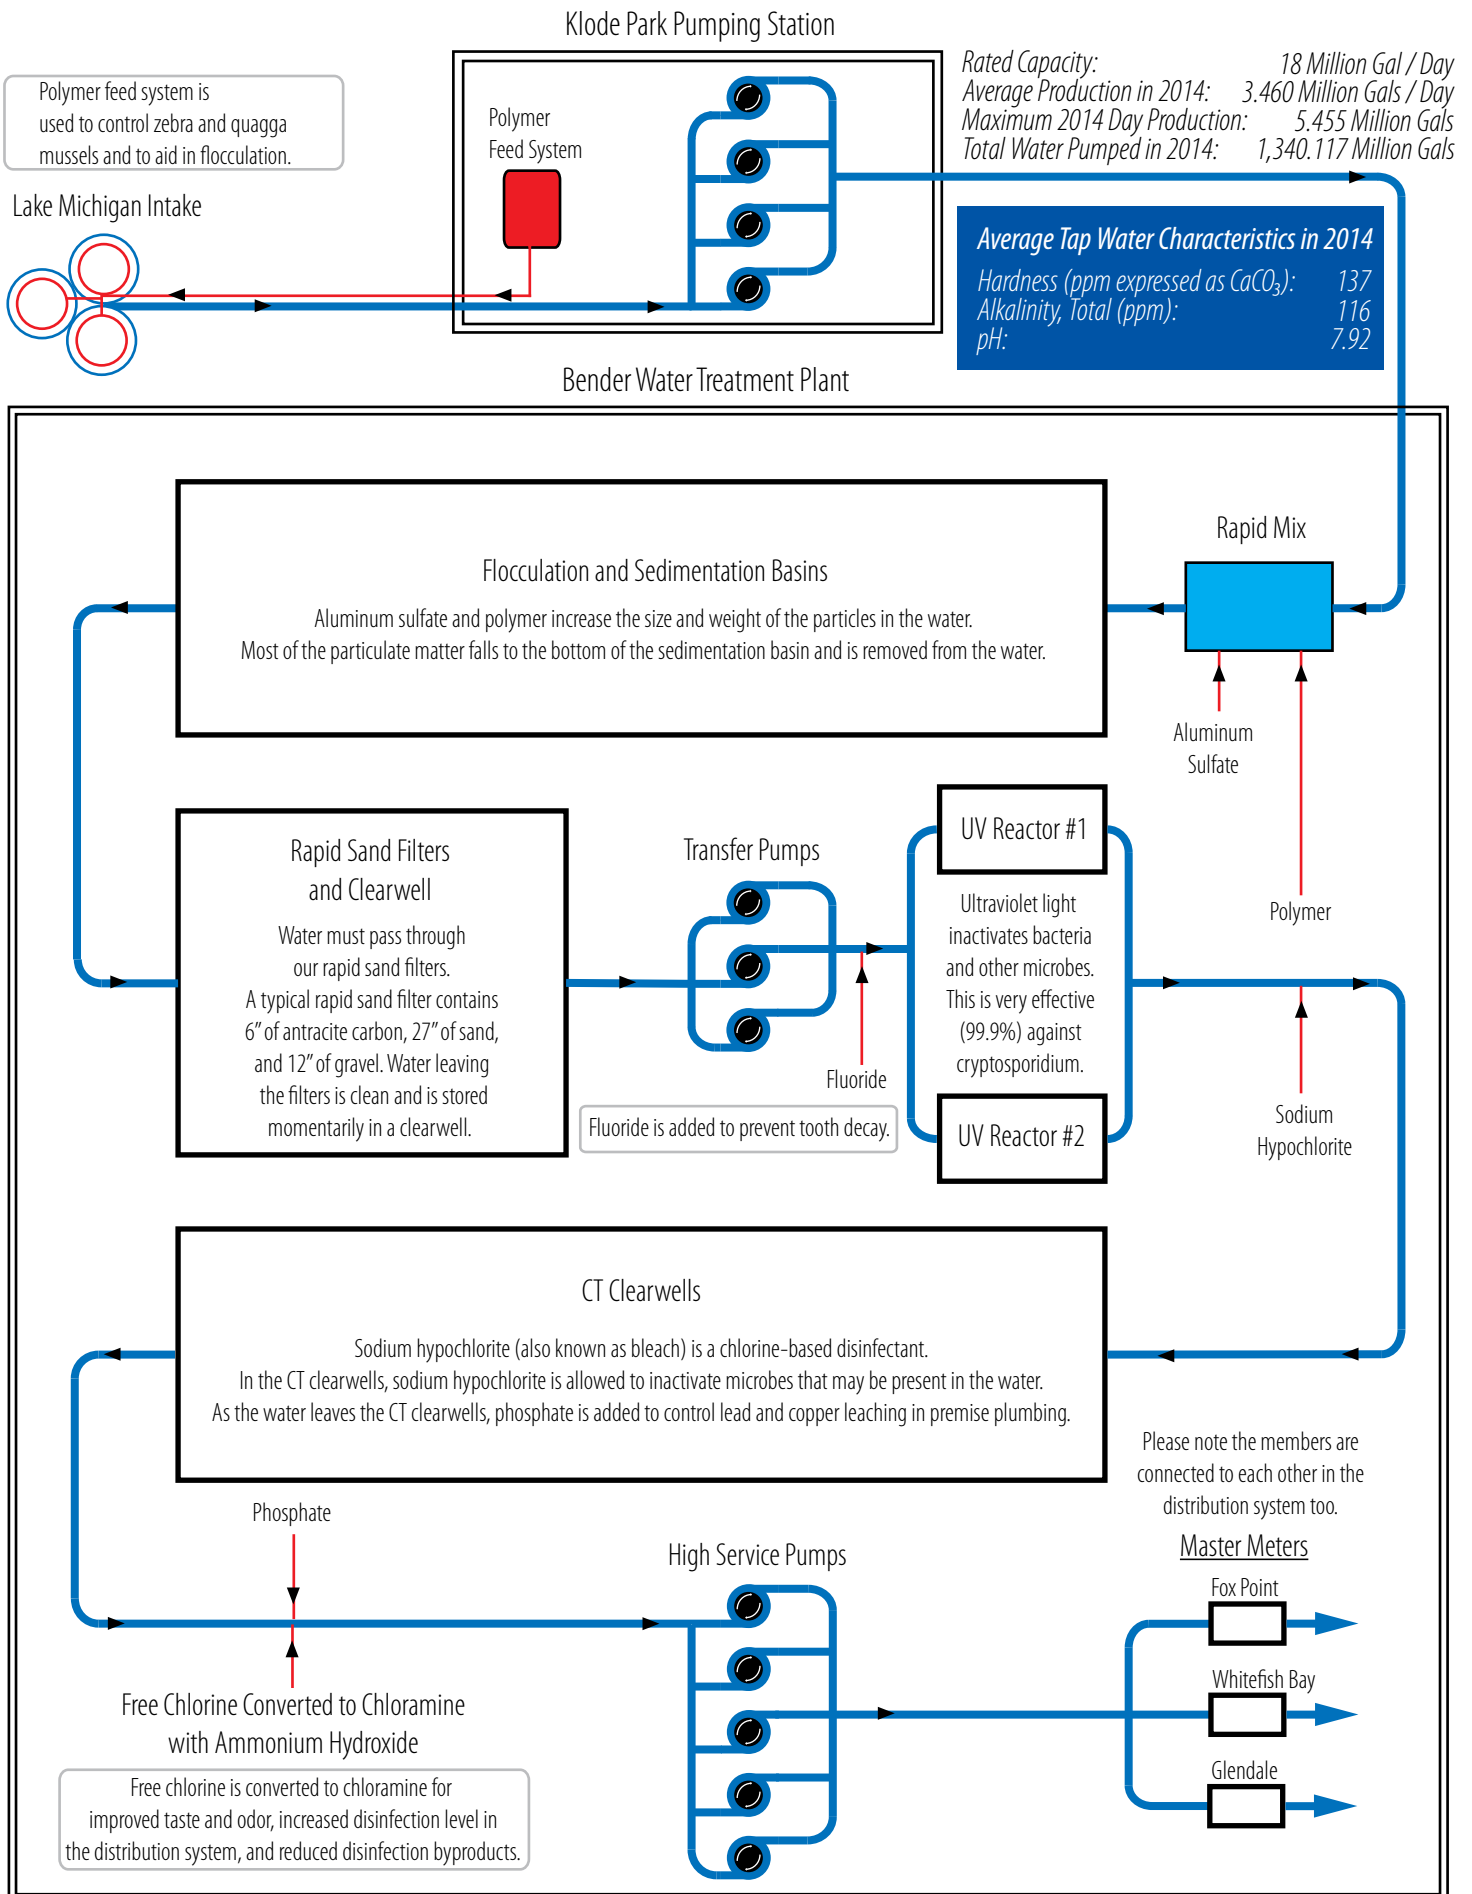 Klode Park Pumping Station
Polymer feed system is
used to control zebra and quagga
mussels and to aid in flocculation.
Polymer
Feed System
Rated Capacity: 18 Million Gal / Day
Average Production in 2014: 3.460 Million Gals / Day
Maximum 2014 Day Production: 5.455 Million Gals
Total Water Pumped in 2014: 1,340.117 Million Gals
Lake Michigan Intake
Average Tap Water Characteristics in 2014
Hardness (ppm expressed as CaCO₃): 137
Alkalinity, Total (ppm): 116
pH: 7.92
Bender Water Treatment Plant
Rapid Mix
Flocculation and Sedimentation Basins
Aluminum sulfate and polymer increase the size and weight of the particles in the water.
Most of the particulate matter falls to the bottom of the sedimentation basin and is removed from the water.
Aluminum
Sulfate
Polymer
Rapid Sand Filters
and Clearwell
Water must pass through
our rapid sand filters.
A typical rapid sand filter contains
6” of antracite carbon, 27” of sand,
and 12” of gravel. Water leaving
the filters is clean and is stored
momentarily in a clearwell.
Transfer Pumps
Fluoride
Fluoride is added to prevent tooth decay.
UV Reactor #1
Ultraviolet light
inactivates bacteria
and other microbes.
This is very effective
(99.9%) against
cryptosporidium.
UV Reactor #2
Sodium
Hypochlorite
CT Clearwells
Sodium hypochlorite (also known as bleach) is a chlorine-based disinfectant.
In the CT clearwells, sodium hypochlorite is allowed to inactivate microbes that may be present in the water.
As the water leaves the CT clearwells, phosphate is added to control lead and copper leaching in premise plumbing.
Please note the members are
connected to each other in the
distribution system too.
Phosphate
High Service Pumps
Master Meters
Fox Point
Whitefish Bay
Glendale
Free Chlorine Converted to Chloramine
with Ammonium Hydroxide
Free chlorine is converted to chloramine for
improved taste and odor, increased disinfection level in
the distribution system, and reduced disinfection byproducts.